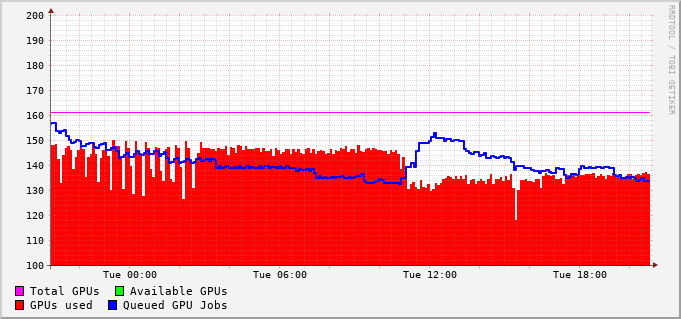 200
190
180
170
160
150
140
130
120
110
100
Tue 00:00 Tue 06:00 Tue 12:00 Tue 18:00
Total GPUs Available GPUs
GPUs used Queued GPU Jobs
RRDTOOL / TOBI OETIKER